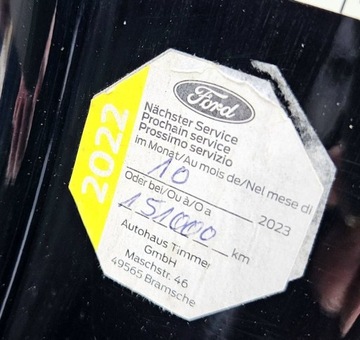 2022
Ford
Nächster Service
Prochain service
Prossimo servizio
im Monat/Au mois de/Nel mese di
10
2023
Oder bei/Ou à/O a
151000 km
Autohaus Timmer
GmbH
Maschstr. 46
49565 Bramsche